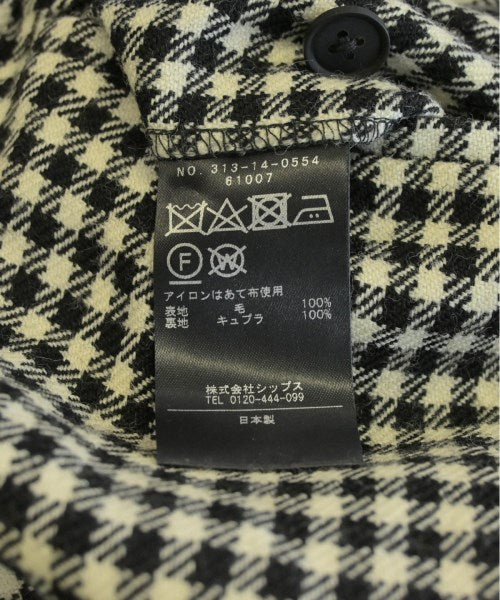 NO. 313-14-0554
61007
F W
アイロンはあて布使用
表地 毛 100%
裏地 キュプラ 100%
株式会社シップス
TEL 0120-444-099
日本製